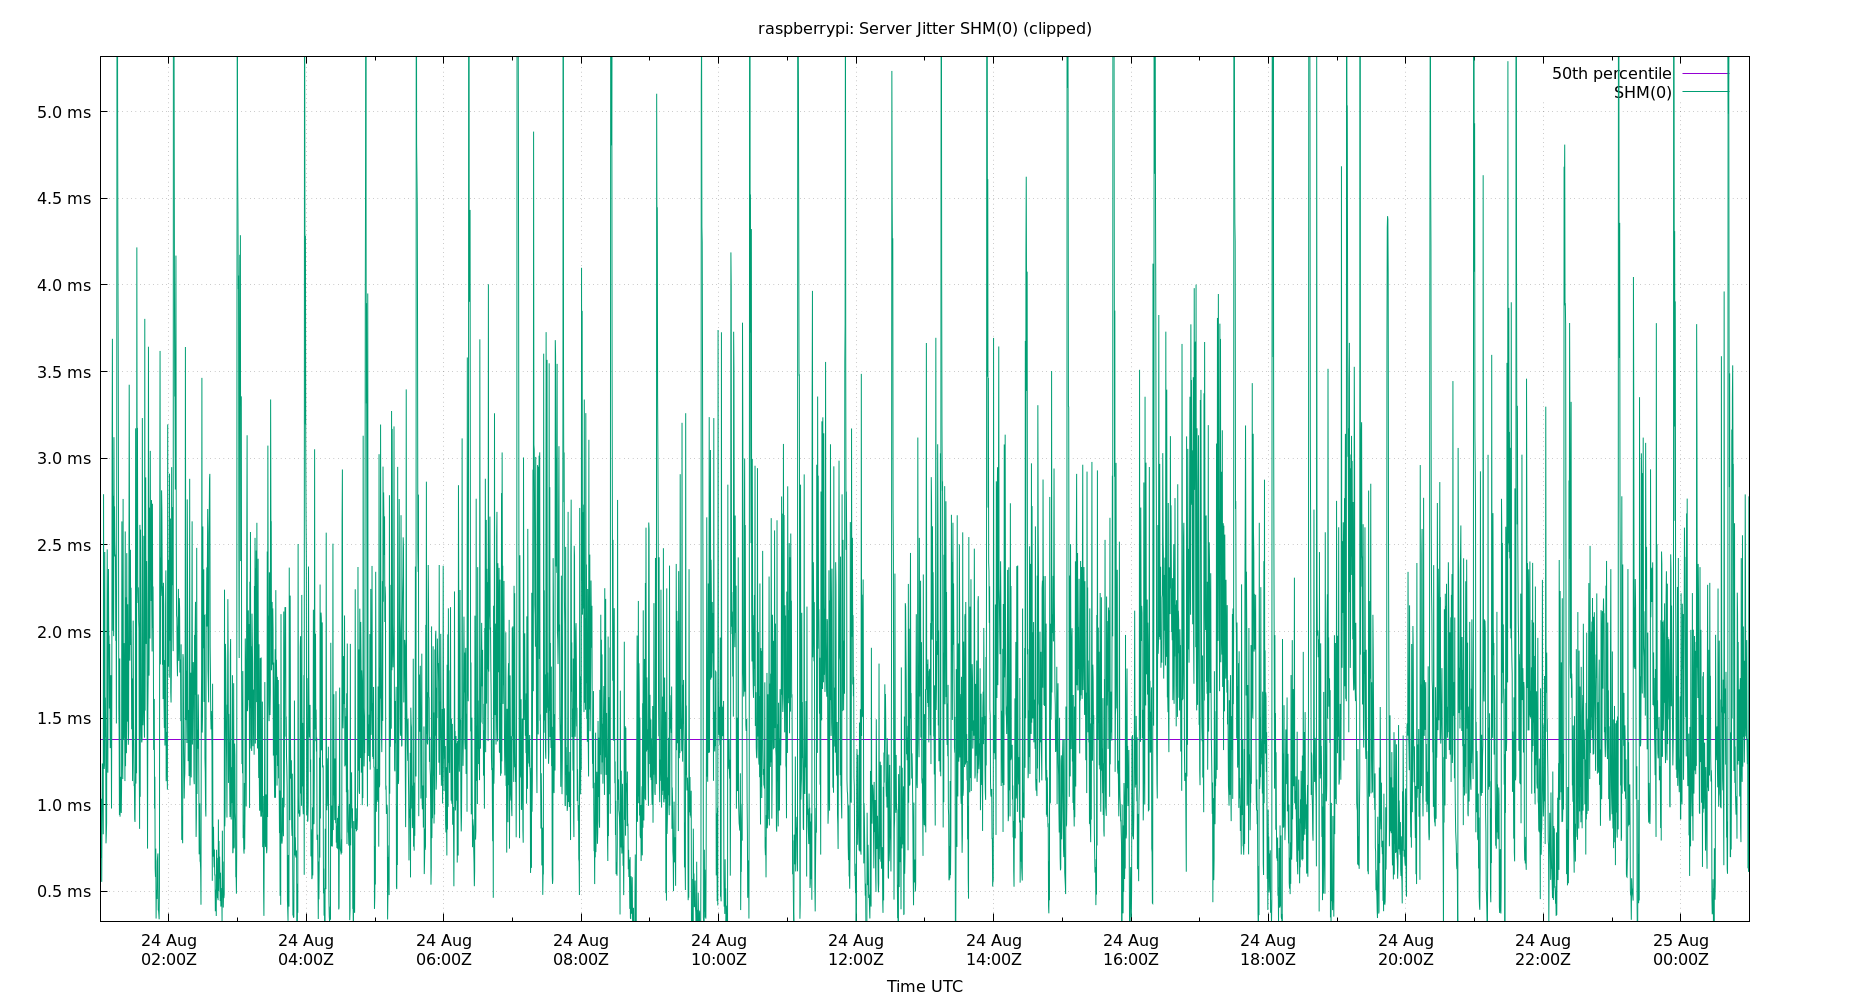 raspberrypi: Server Jitter SHM(0) (clipped)
50th percentile
SHM(0)
5.0 ms
4.5 ms
4.0 ms
3.5 ms
3.0 ms
2.5 ms
2.0 ms
1.5 ms
1.0 ms
0.5 ms
24 Aug 24 Aug 24 Aug 24 Aug 24 Aug 24 Aug 24 Aug 24 Aug 24 Aug 24 Aug 24 Aug 25 Aug
02:00Z 04:00Z 06:00Z 08:00Z 10:00Z 12:00Z 14:00Z 16:00Z 18:00Z 20:00Z 22:00Z 00:00Z
Time UTC